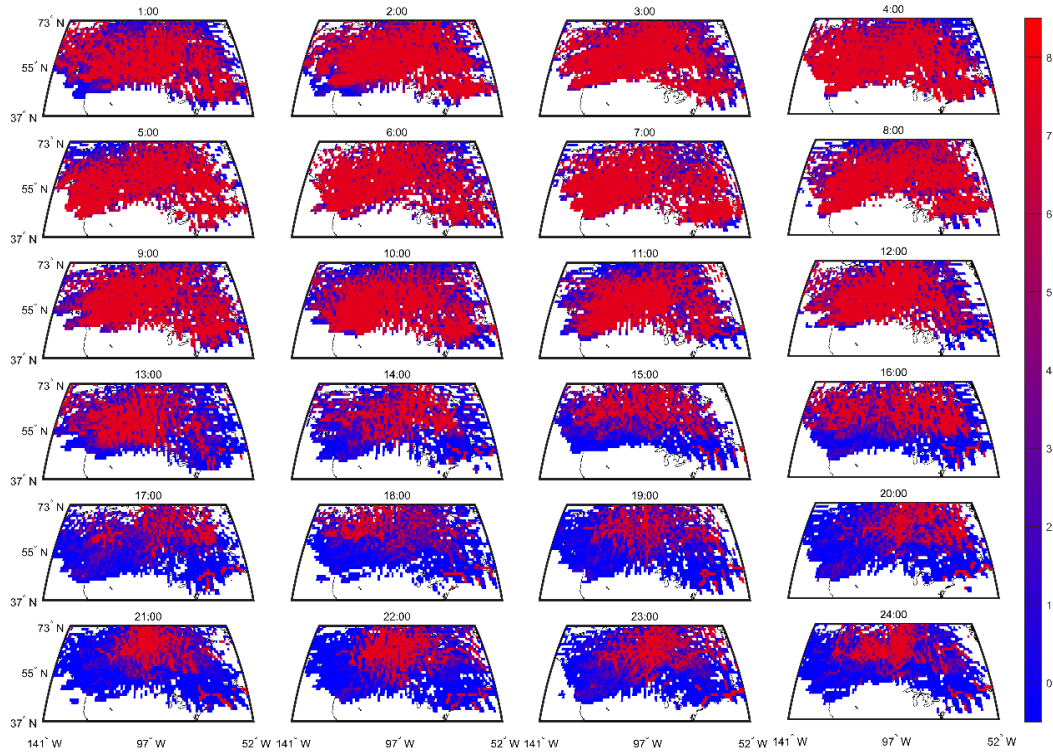 1:00 2:00 3:00 4:00
73° N
55° N
37° N
5:00 6:00 7:00 8:00
73° N
55° N
37° N
9:00 10:00 11:00 12:00
73° N
55° N
37° N
13:00 14:00 15:00 16:00
73° N
55° N
37° N
17:00 18:00 19:00 20:00
73° N
55° N
37° N
21:00 22:00 23:00 24:00
73° N
55° N
37° N
141° W 97° W 52° W 141° W 97° W 52° W 141° W 97° W 52° W 141° W 97° W 52° W
8
7
6
5
4
3
2
1
0